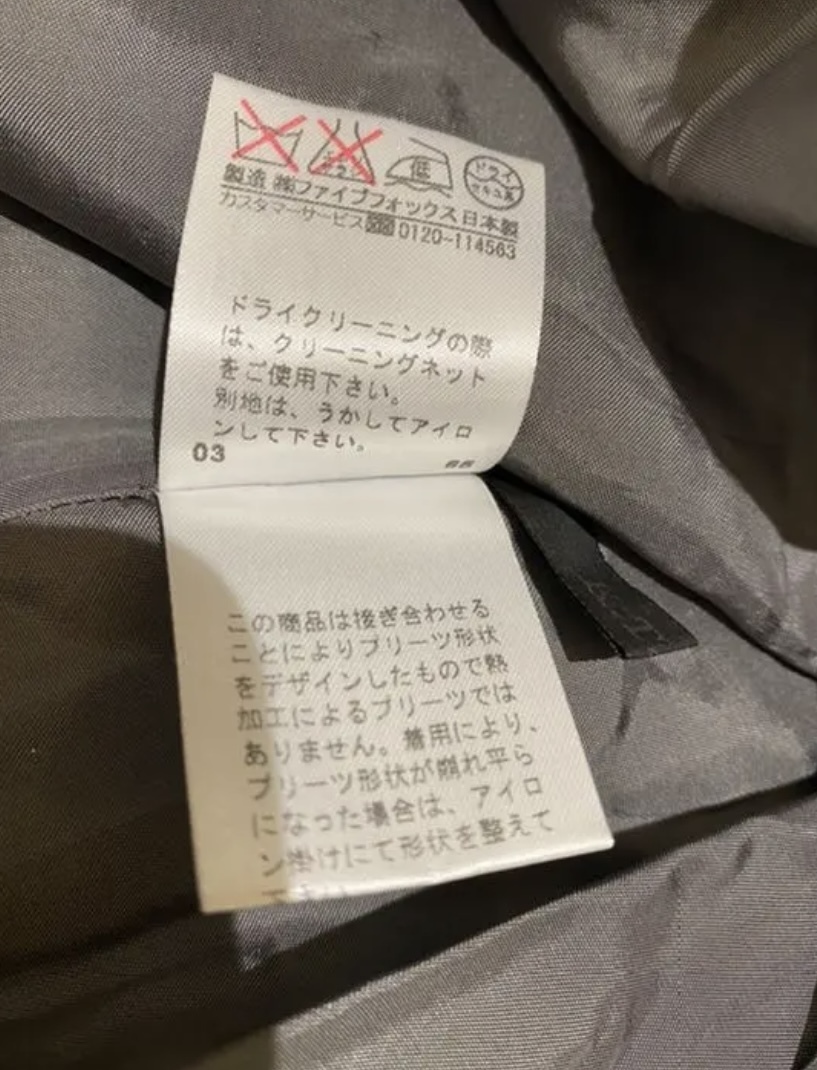 低
ドライ
セキユ系
製造 ㈱ファイブフォックス 日本製
カスタマーサービス 0120-114563
ドライクリーニングの際
は、クリーニングネット
をご使用下さい。
別地は、うかしてアイロ
ンして下さい。
03
この商品は接ぎ合わせる
ことによりプリーツ形状
をデザインしたもので熱
加工によるプリーツでは
ありません。着用により、
プリーツ形状が崩れ平ら
になった場合は、アイロ
ン掛けにて形状を整えて